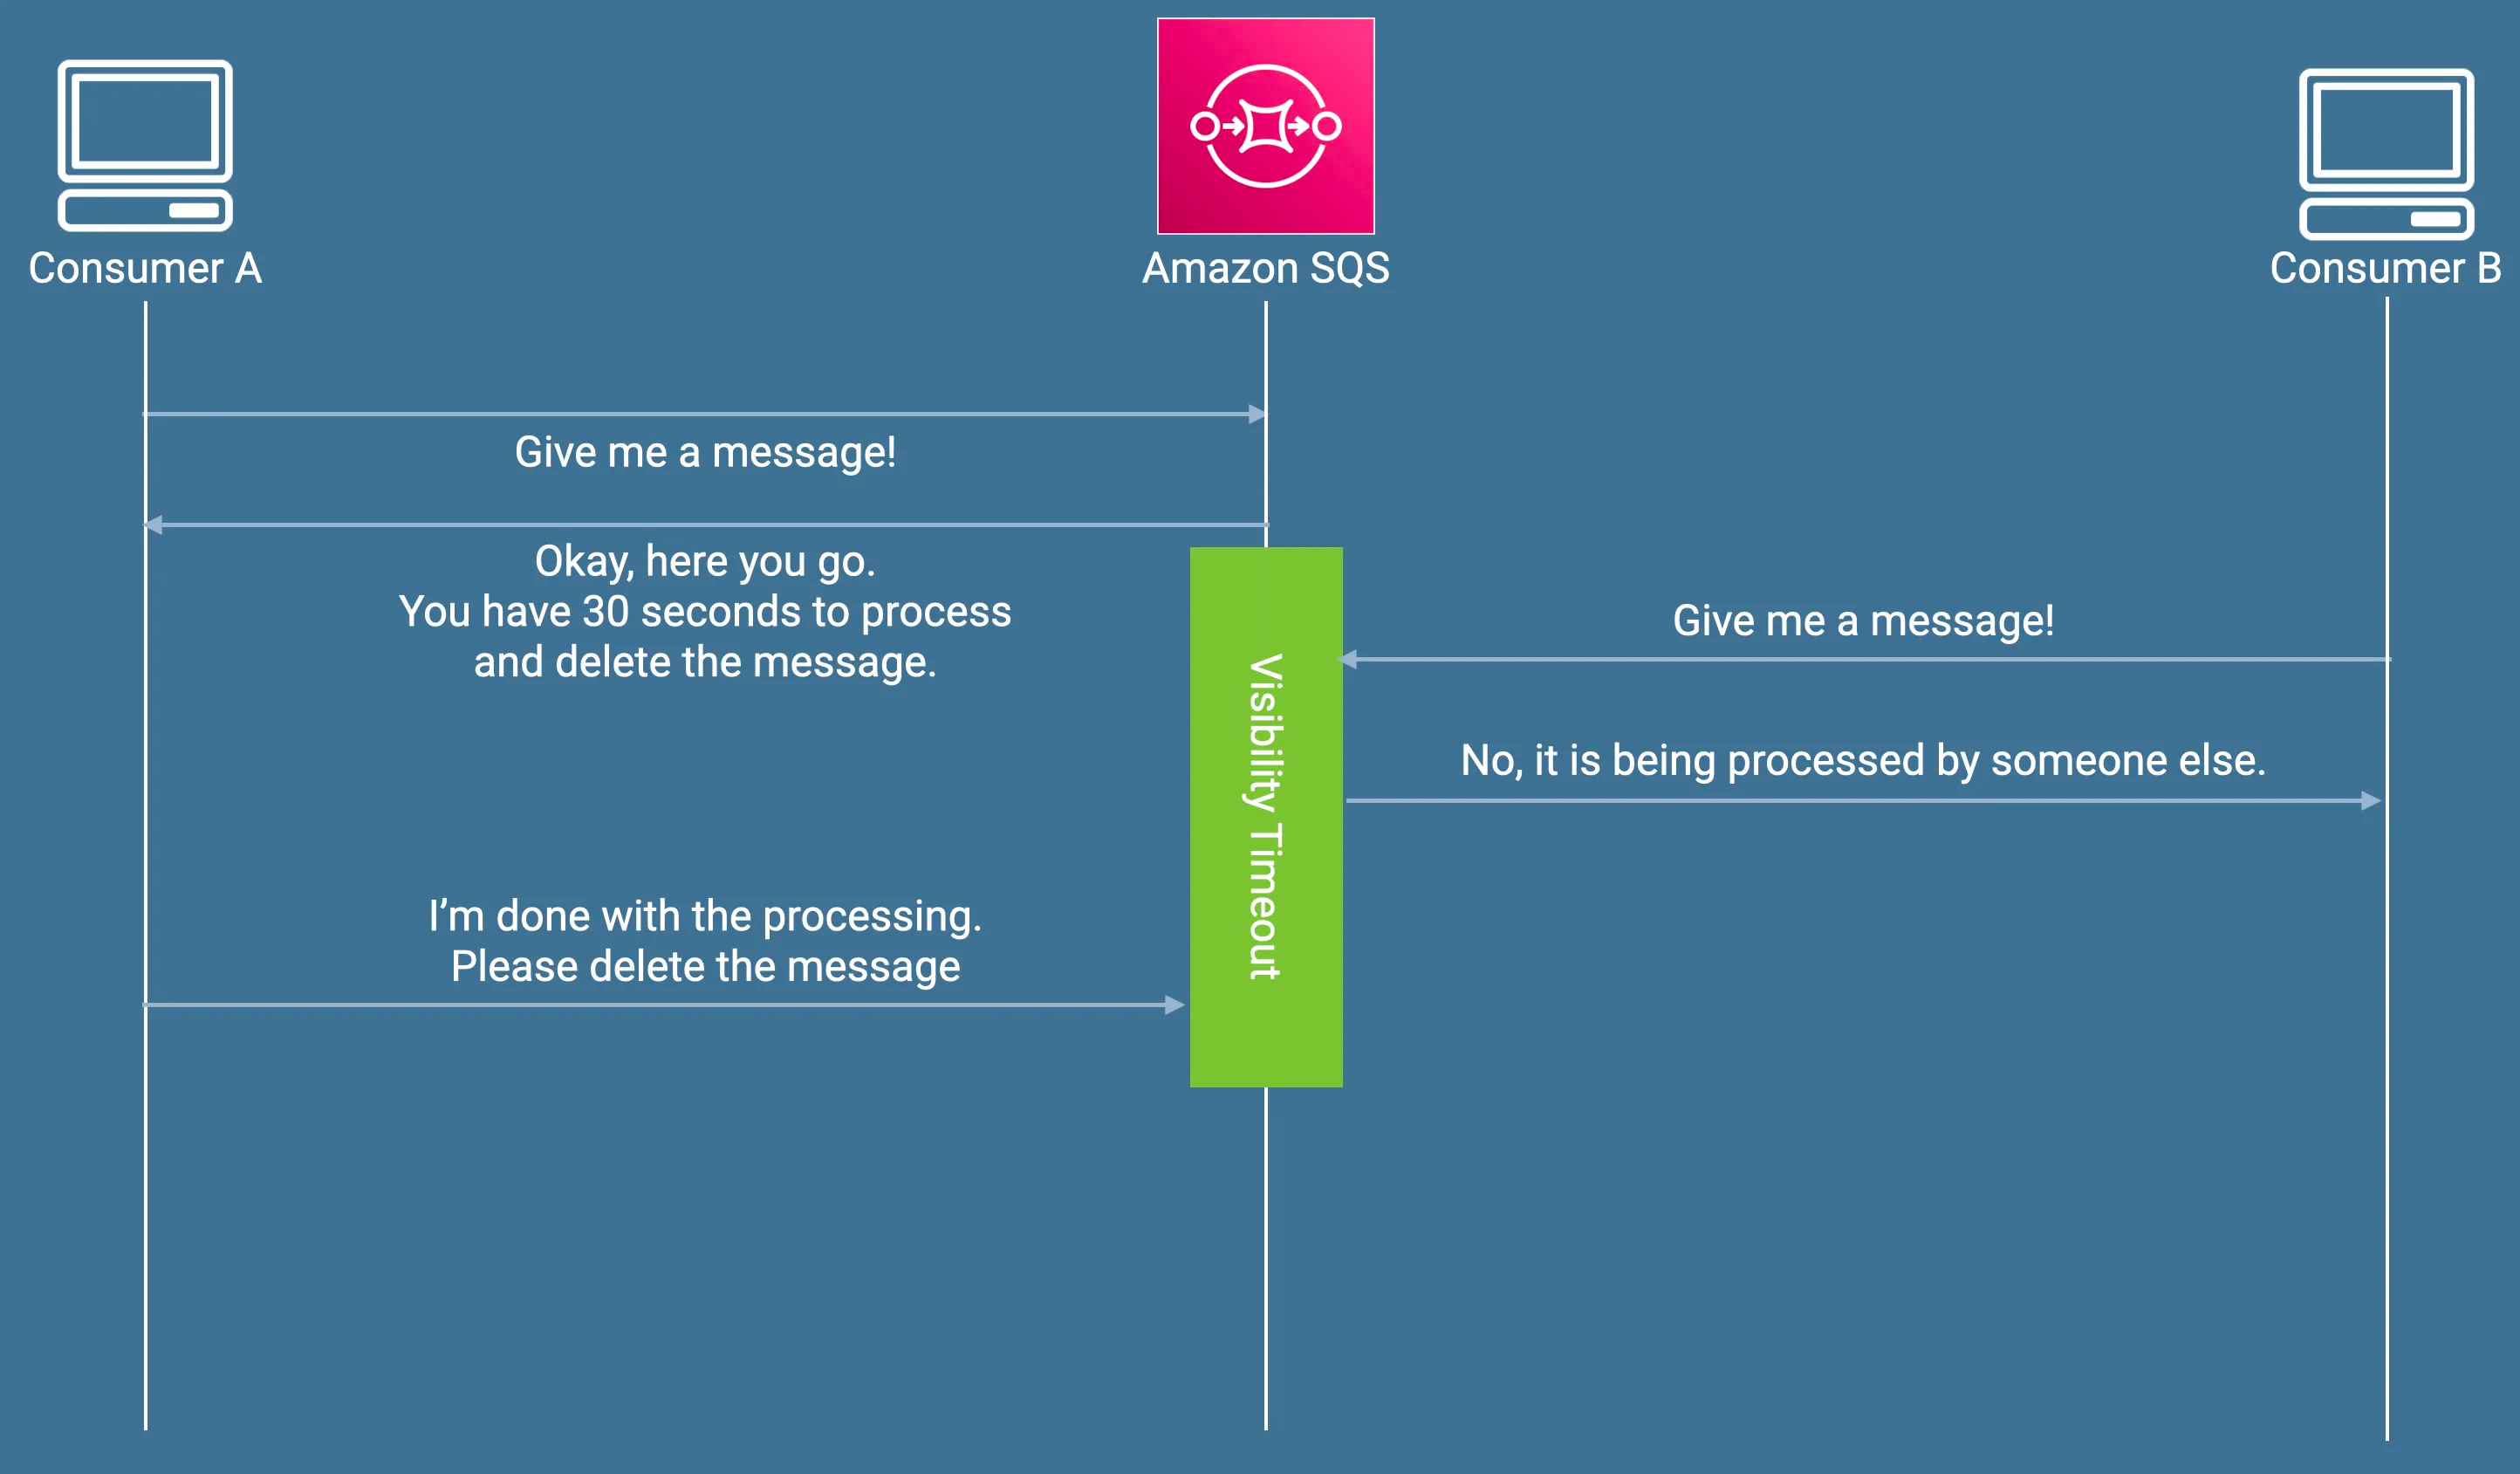 Consumer A
Amazon SQS
Consumer B
Give me a message!
Okay, here you go.
You have 30 seconds to process
and delete the message.
Give me a message!
Visibility Timeout
No, it is being processed by someone else.
I’m done with the processing.
Please delete the message